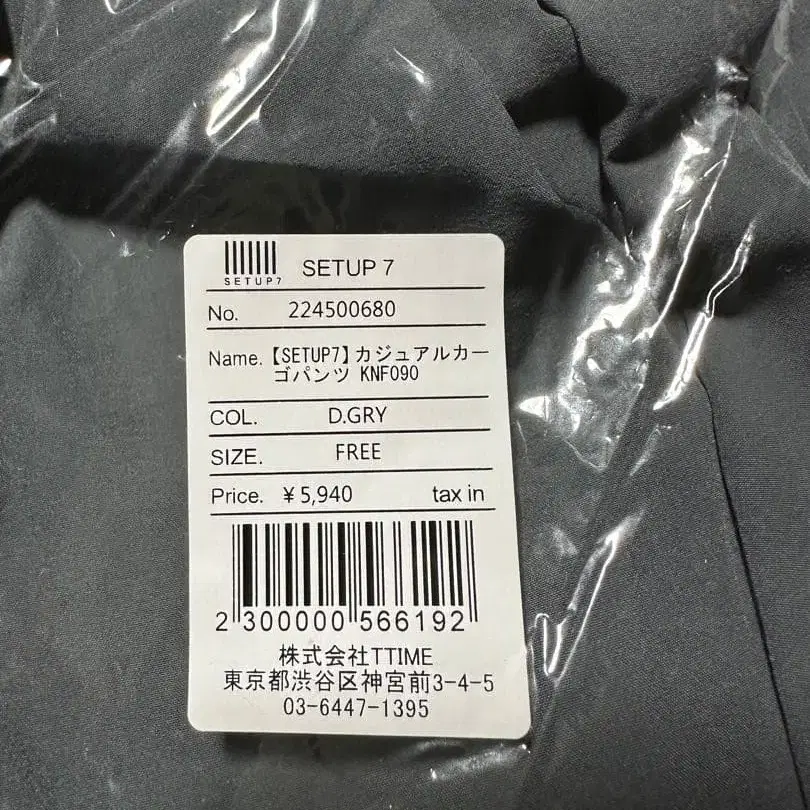 SETUP7
SETUP 7
No. 224500680
Name. 【SETUP7】カジュアルカー
ゴパンツ KNF090
COL. D.GRY
SIZE. FREE
Price. ¥5,940 tax in
2 300000 566192
株式会社TTIME
東京都渋谷区神宮前3-4-5
03-6447-1395